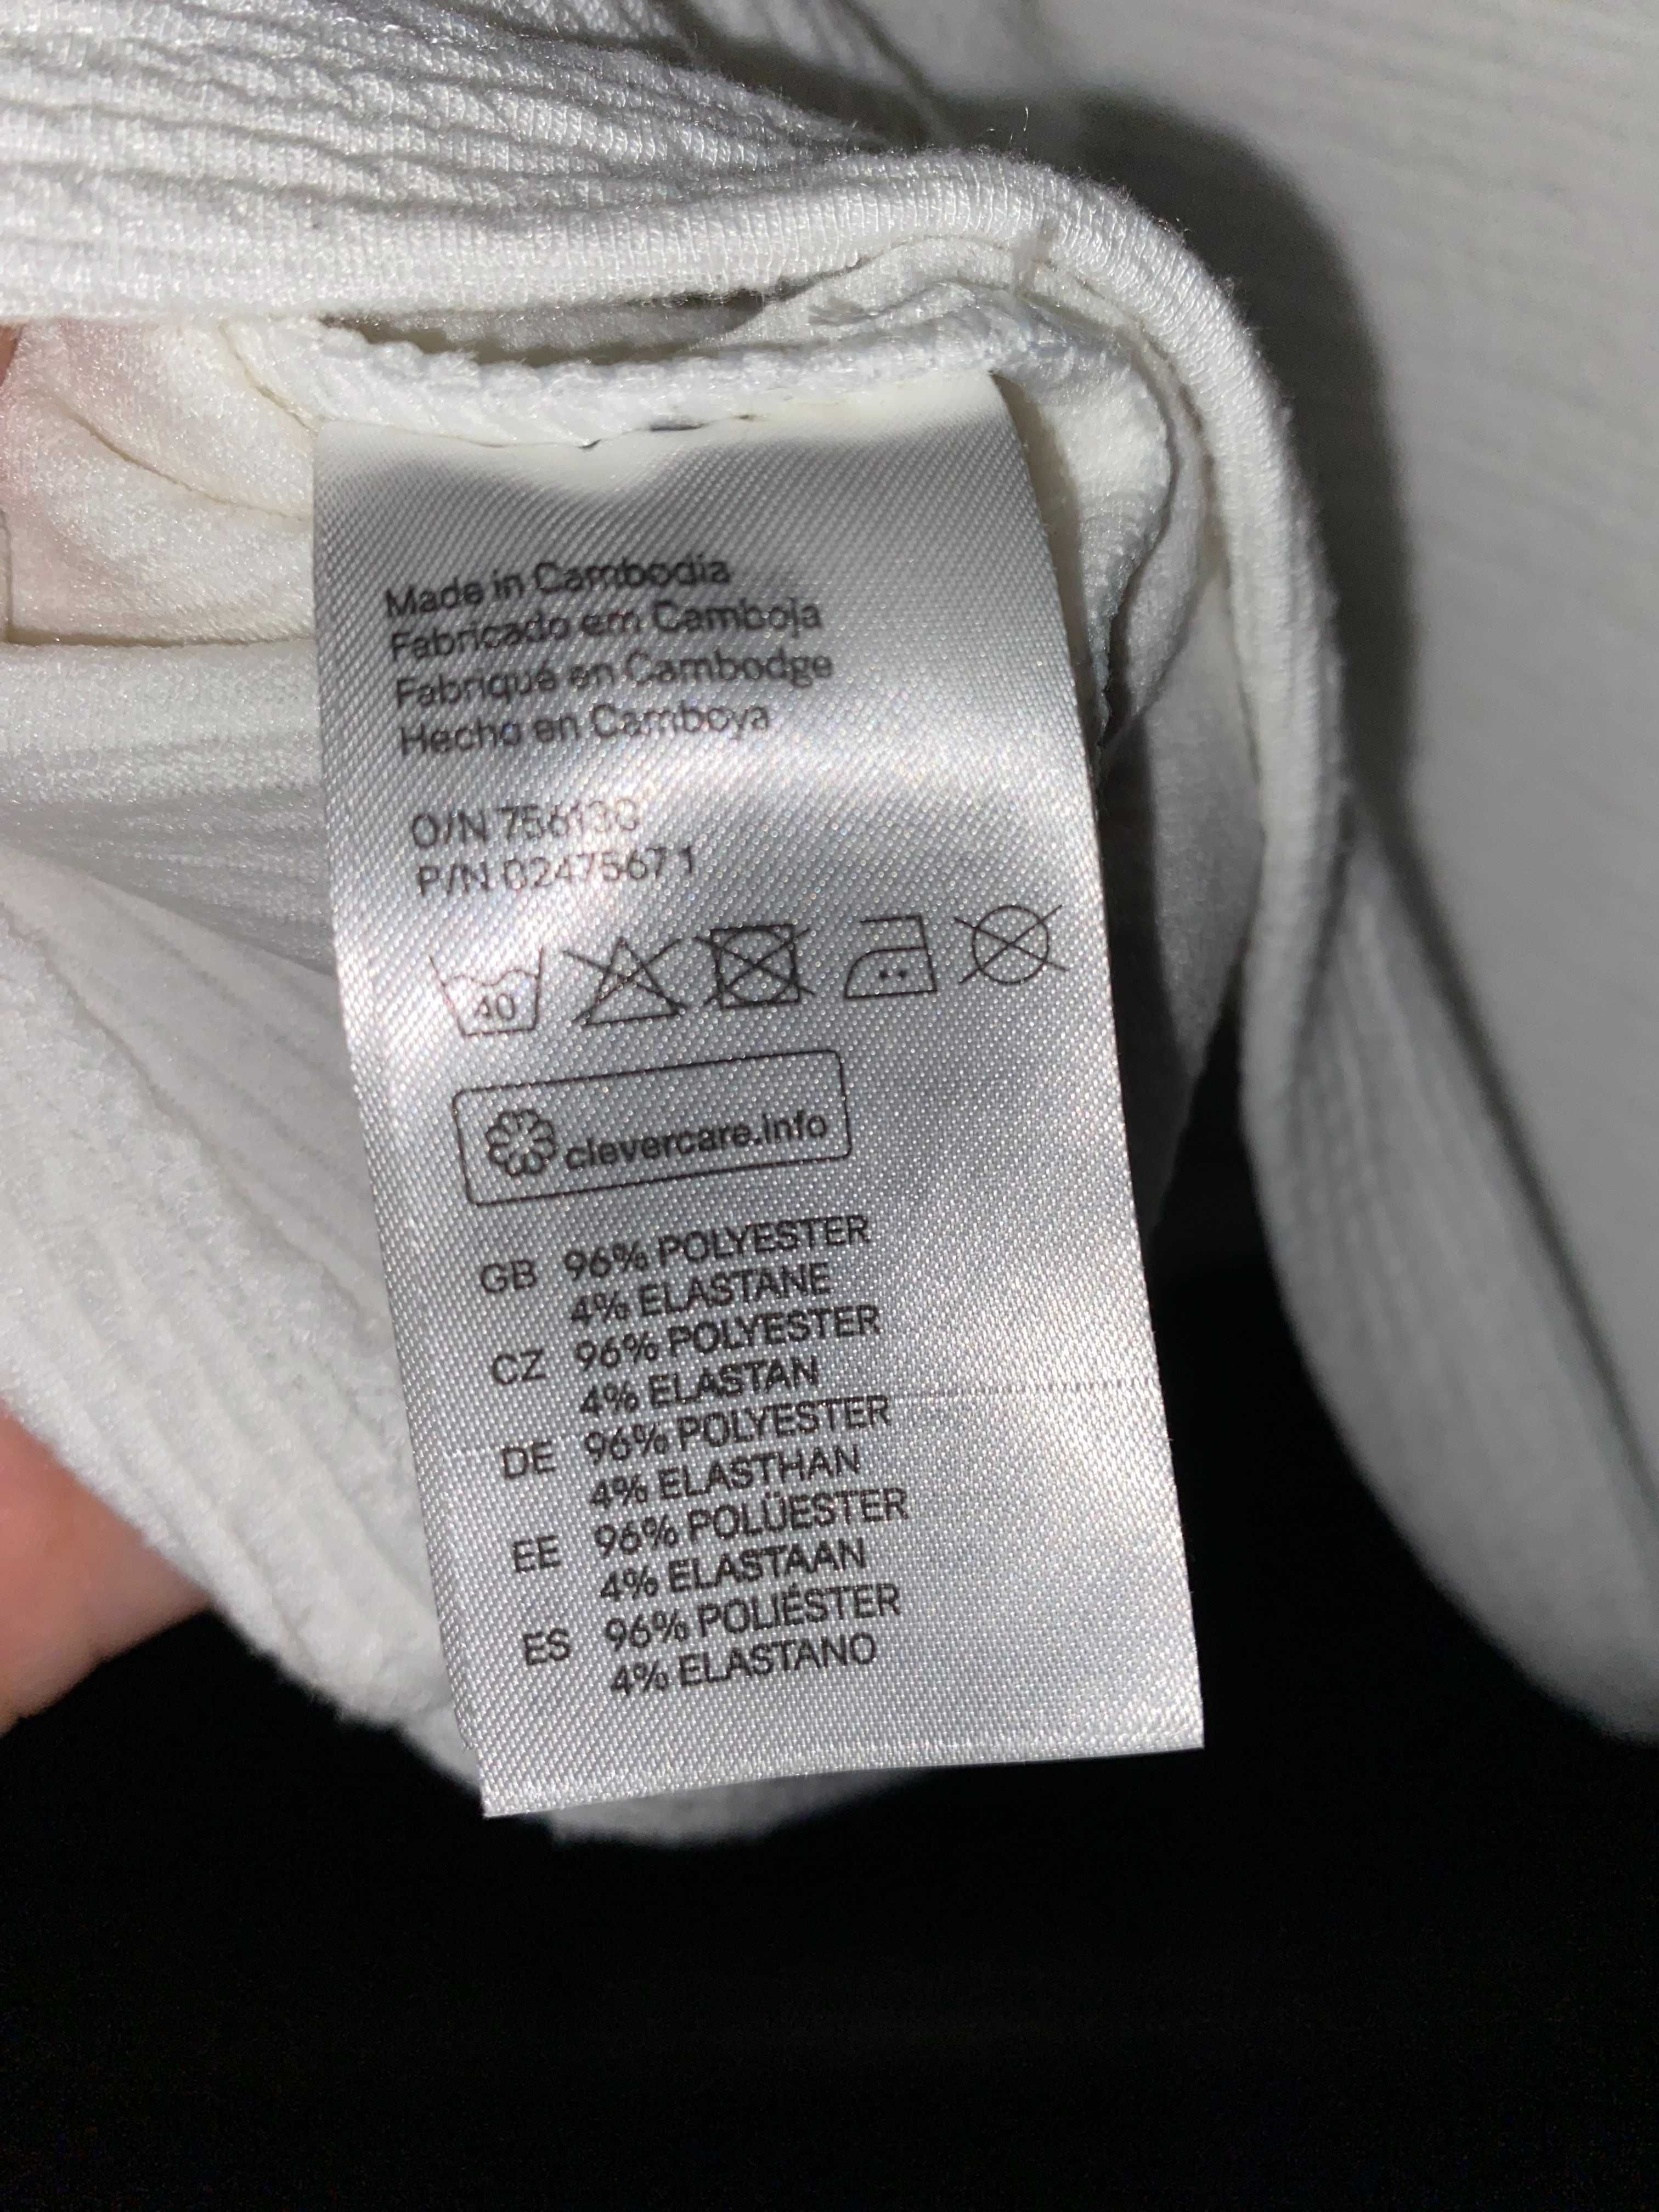 Made in Cambodia
Fabricado em Camboja
Fabriqué en Cambodge
Hecho en Camboya
O/N
P/N 02475671
40
clevercare.info
GB 96% POLYESTER
4% ELASTANE
CZ 96% POLYESTER
4% ELASTAN
DE 96% POLYESTER
4% ELASTHAN
EE 96% POLÜESTER
4% ELASTAAN
ES 96% POLIÉSTER
4% ELASTANO